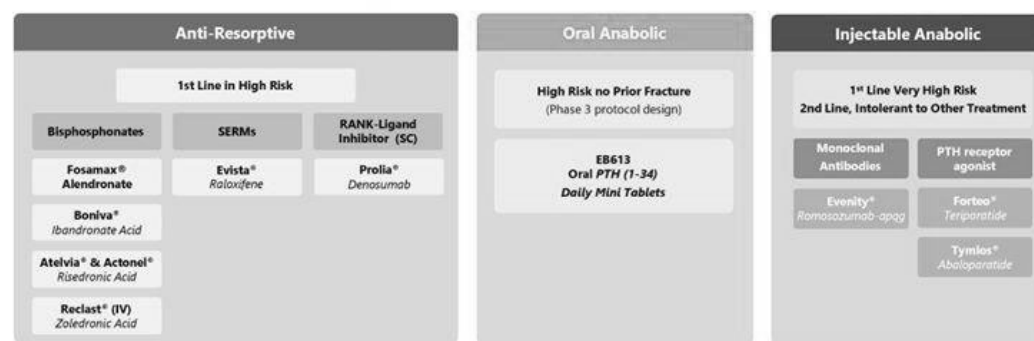 Anti-Resorptive
1st Line in High Risk
Bisphosphonates
SERMs
RANK-Ligand
Inhibitor (SC)
Fosamax®
Alendronate
Evista®
Raloxifene
Prolia®
Denosumab
Boniva®
Ibandronate Acid
Atelvia® & Actonel®
Risedronic Acid
Reclast® (IV)
Zoledronic Acid
Oral Anabolic
High Risk no Prior Fracture
(Phase 3 protocol design)
EB613
Oral PTH (1-34)
Daily Mini Tablets
Injectable Anabolic
1st Line Very High Risk
2nd Line, Intolerant to Other Treatment
Monoclonal
Antibodies
PTH receptor
agonist
Evenity®
Romosozumab-apqg
Forteo®
Teriparatide
Tymlos®
Abaloparatide